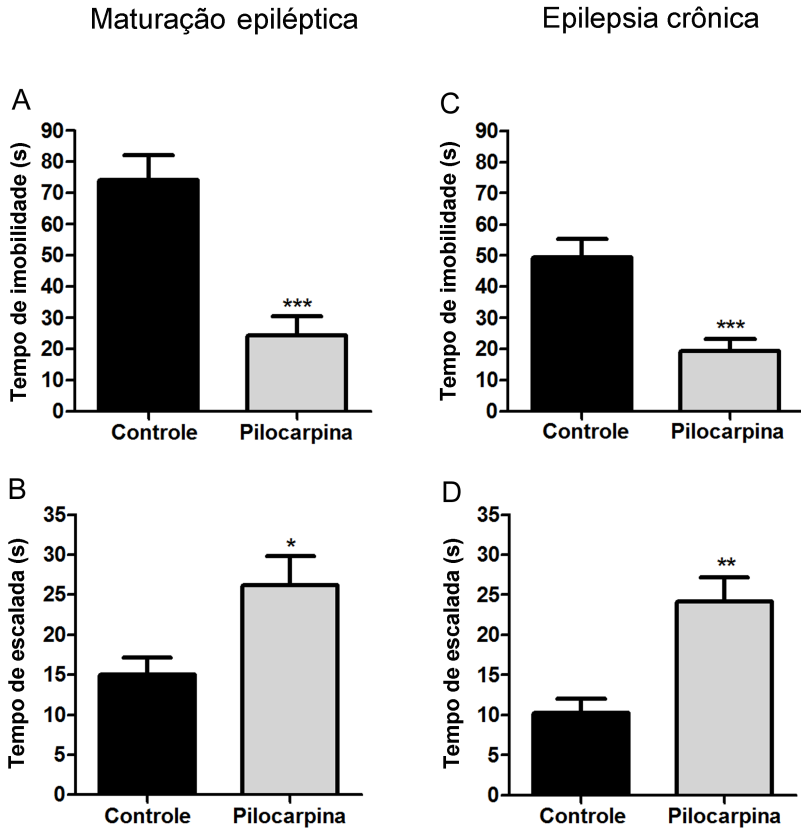 Maturação epiléptica
Epilepsia crônica
A
Tempo de imobilidade (s)
90
80
70
60
50
40
30
20
10
0
***
Controle
Pilocarpina
C
Tempo de imobilidade (s)
90
80
70
60
50
40
30
20
10
0
***
Controle
Pilocarpina
B
Tempo de escalada (s)
35
30
25
20
15
10
5
0
*
Controle
Pilocarpina
D
Tempo de escalada (s)
35
30
25
20
15
10
5
0
**
Controle
Pilocarpina